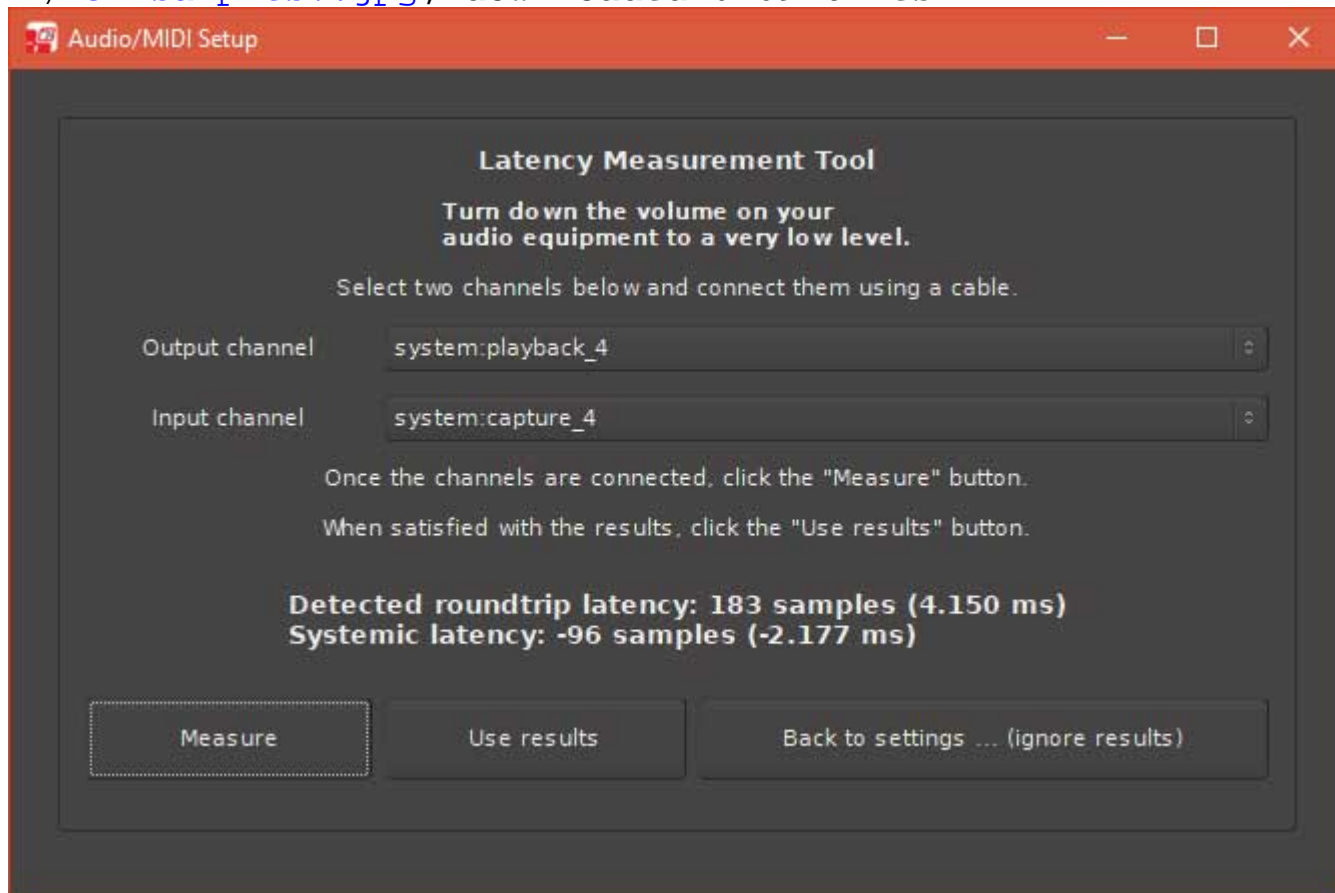 Audio/MIDI Setup
Latency Measurement Tool
Turn down the volume on your
audio equipment to a very low level.
Select two channels below and connect them using a cable.
Output channel system:playback_4
Input channel system:capture_4
Once the channels are connected, click the "Measure" button.
When satisfied with the results, click the "Use results" button.
Detected roundtrip latency: 183 samples (4.150 ms)
Systemic latency: -96 samples (-2.177 ms)
Measure Use results Back to settings ... (ignore results)